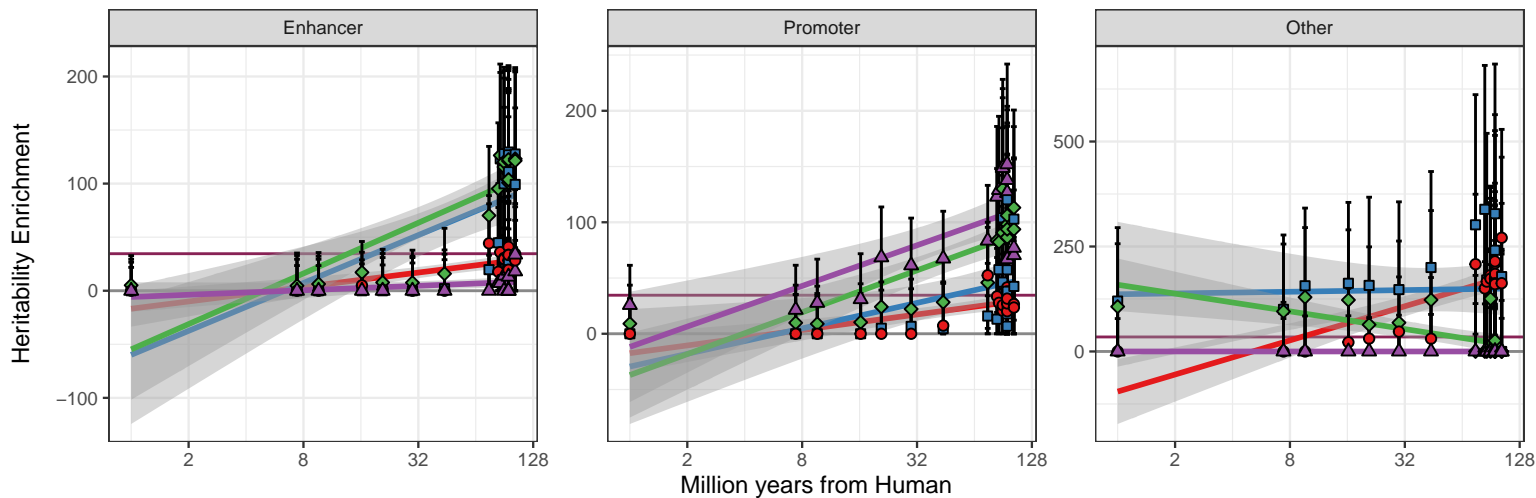 Enhancer
Promoter
Other
Heritability Enrichment
200
100
0
−100
200
100
0
500
250
0
2 8 32 128
2 8 32 128
2 8 32 128
Million years from Human